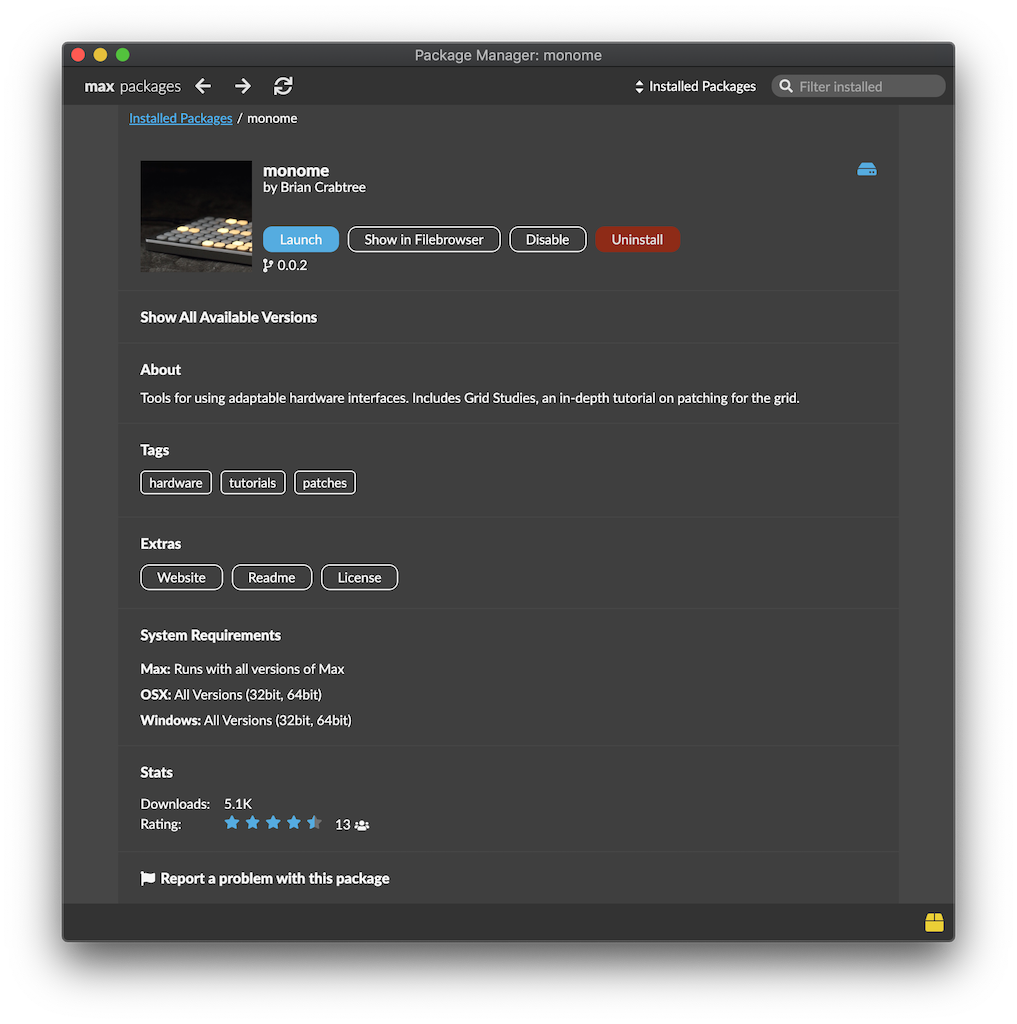 Package Manager: monome
max packages
Installed Packages
Filter installed
Installed Packages / monome
monome
by Brian Crabtree
Launch
Show in Filebrowser
Disable
Uninstall
0.0.2
Show All Available Versions
About
Tools for using adaptable hardware interfaces. Includes Grid Studies, an in-depth tutorial on patching for the grid.
Tags
hardware
tutorials
patches
Extras
Website
Readme
License
System Requirements
Max: Runs with all versions of Max
OSX: All Versions (32bit, 64bit)
Windows: All Versions (32bit, 64bit)
Stats
Downloads: 5.1K
Rating: 13
Report a problem with this package